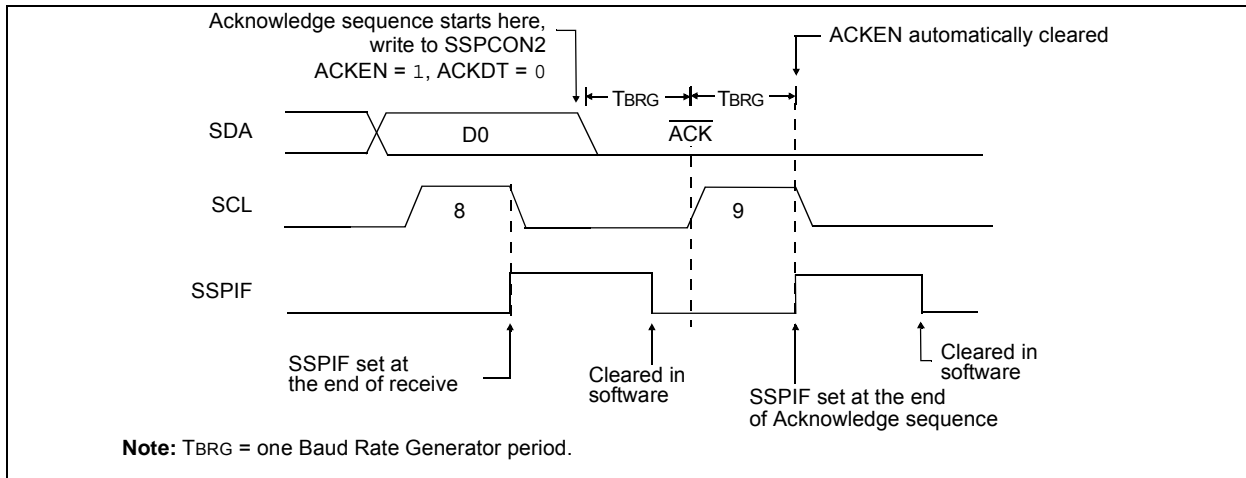 Acknowledge sequence starts here,
write to SSPCON2
ACKEN = 1, ACKDT = 0
ACKEN automatically cleared
TBRG
TBRG
SDA
D0
ACK
SCL
8
9
SSPIF
SSPIF set at
the end of receive
Cleared in
software
SSPIF set at the end
of Acknowledge sequence
Cleared in
software
Note: TBRG = one Baud Rate Generator period.